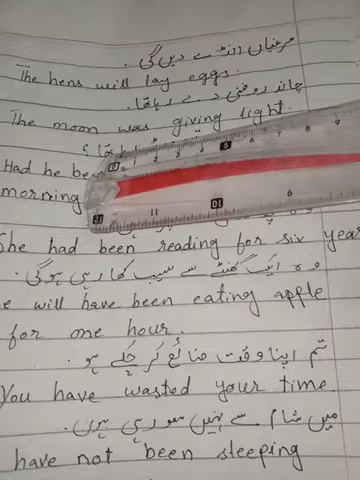 مرغیاں انڈے دیں گی۔
The hens will lay eggs.
چاند روشنی دے رہا تھا۔
The moon was giving light.
Had he be
morning
She had been reading for six year
وہ ایک گھنٹے سے سیب کھا رہی ہوگی۔
e will have been eating apple
for one hour.
تم اپنا وقت ضائع کر چکے ہو۔
You have wasted your time
میں شام سے نہیں سو رہی ہوں۔
have not been sleeping